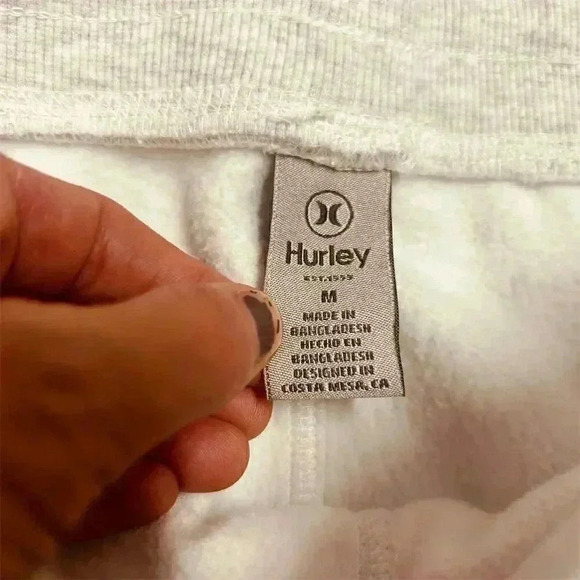 Hurley
EST.1999
M
MADE IN
BANGLADESH
HECHO EN
BANGLADESH
DESIGNED IN
COSTA MESA, CA